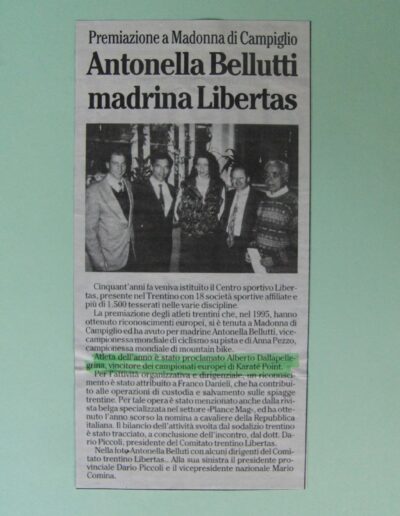 Premiazione a Madonna di Campiglio
Antonella Bellutti
madrina Libertas
Cinquant'anni fa veniva istituito il Centro sportivo Liber-
tas, presente nel Trentino con 18 società sportive affiliate e
più di 1.500 tesserati nelle varie discipline.
La premiazione degli atleti trentini che, nel 1995, hanno
ottenuto riconoscimenti europei, si è tenuta a Madonna di
Campiglio ed ha avuto per madrine Antonella Bellutti, vice-
campionessa mondiale di ciclismo su pista e di Anna Pezzo,
campionessa mondiale di mountain bike.
Atleta dell'anno è stato proclamato Alberto Dallapelle-
grina, vincitore dei campionati europei di Karaté Point.
Per l'attività organizzativa e dirigenziale, un riconosci-
mento è stato attribuito a Franco Danieli, che ha contribui-
to alle operazioni di custodia e salvamento sulle spiagge
trentine. Per tale opera è stato menzionato anche dalla rivi-
sta belga specializzata nel settore «Plance Mag», ed ha otte-
nuto l'anno scorso la nomina a cavaliere della Repubblica
italiana. Il bilancio dell'attività svolta dal sodalizio trentino
è stato tracciato, a conclusione dell'incontro, dal dott. Da-
rio Piccoli, presidente del Comitato trentino Libertas.
Nella foto Antonella Belluti con alcuni dirigenti del Comi-
tato trentino Libertas.. Alla sua sinistra il presidente pro-
vinciale Dario Piccoli e il vicepresidente nazionale Mario
Comina.